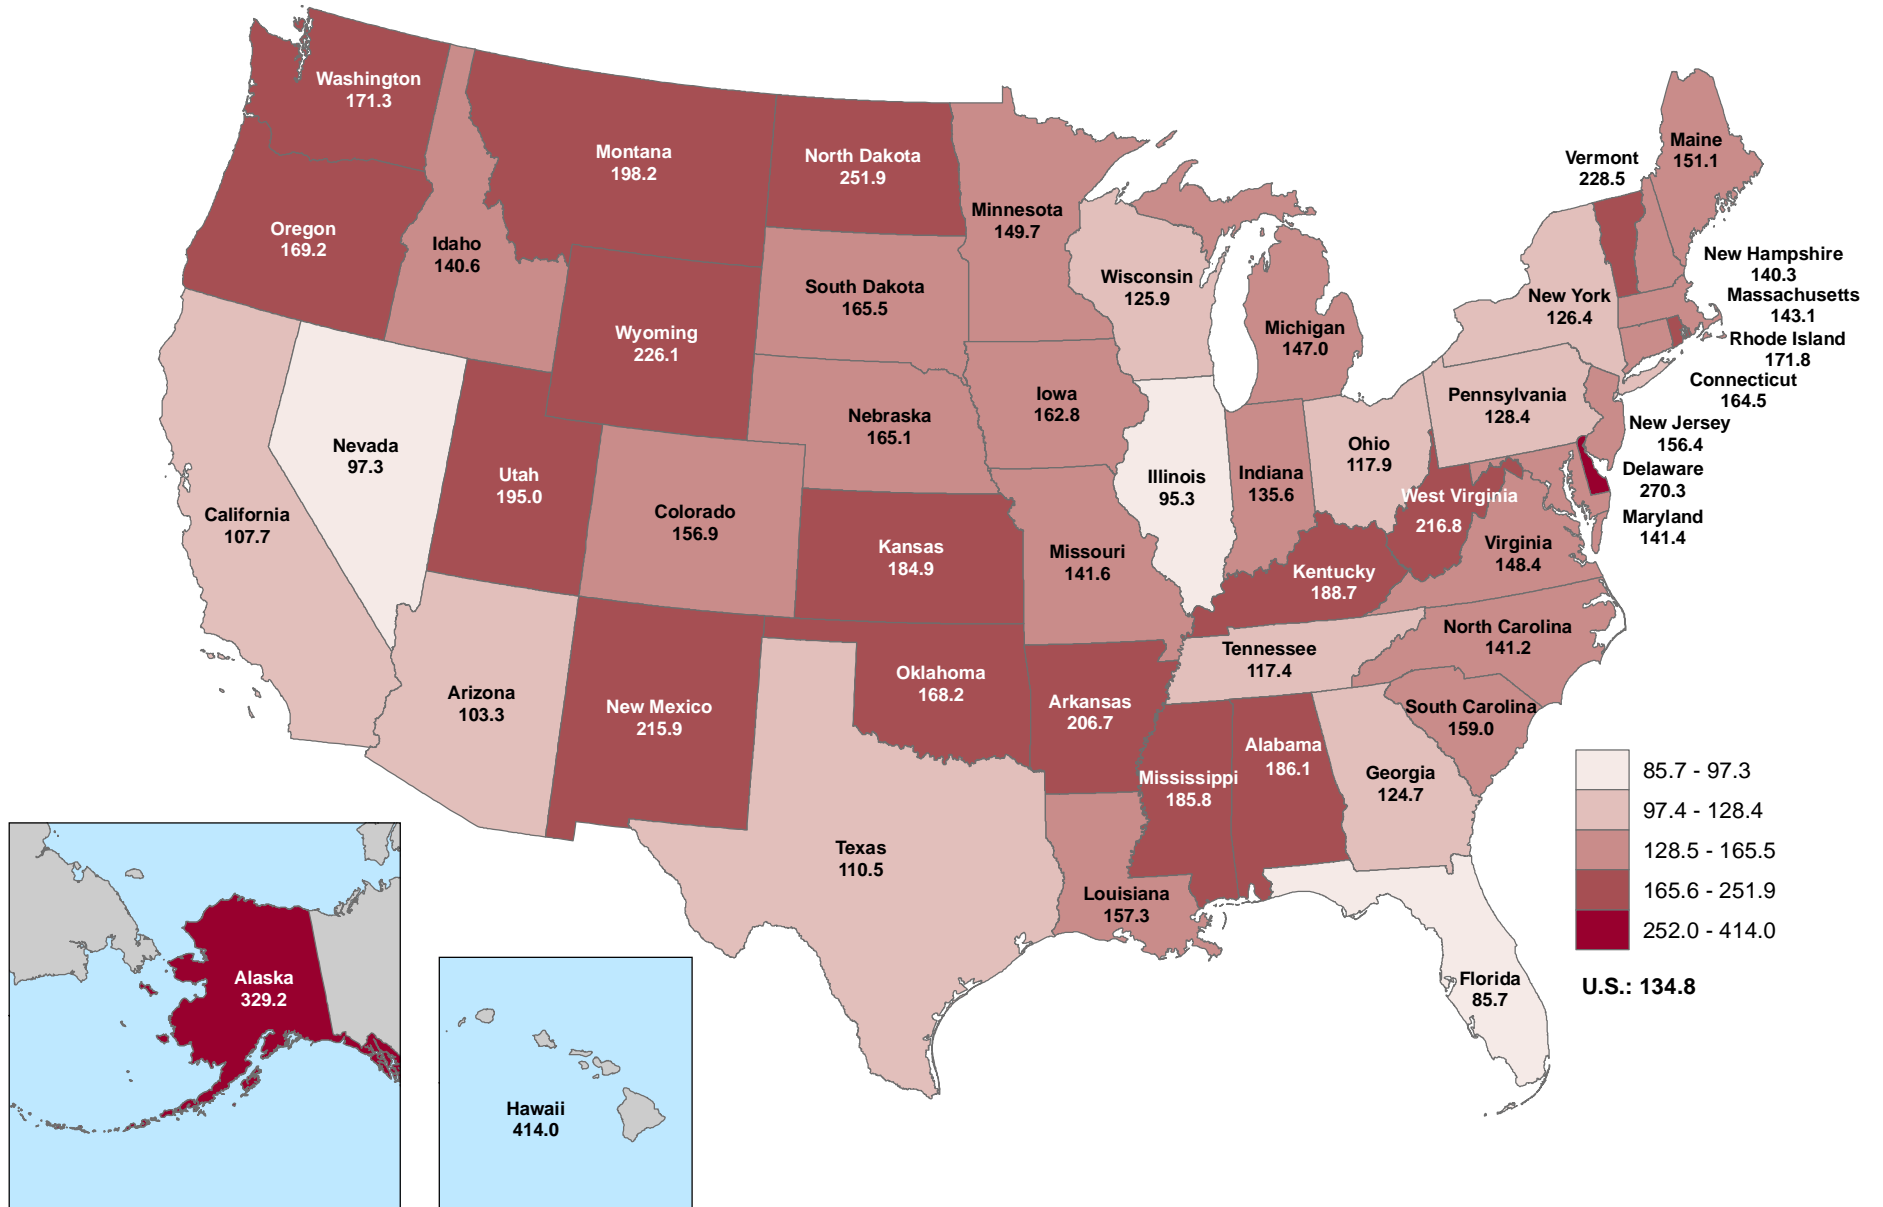 Washington
171.3
Montana
198.2
North Dakota
251.9
Minnesota
149.7
Maine
151.1
Vermont
228.5
Oregon
169.2
Idaho
140.6
South Dakota
165.5
Wisconsin
125.9
Michigan
147.0
New York
126.4
New Hampshire
140.3
Massachusetts
143.1
Rhode Island
171.8
Connecticut
164.5
Wyoming
226.1
Nebraska
165.1
Iowa
162.8
Pennsylvania
128.4
New Jersey
156.4
Delaware
270.3
Maryland
141.4
Nevada
97.3
Utah
195.0
Colorado
156.9
Kansas
184.9
Missouri
141.6
Illinois
95.3
Indiana
135.6
Ohio
117.9
West Virginia
216.8
Virginia
148.4
Kentucky
188.7
California
107.7
Arizona
103.3
New Mexico
215.9
Oklahoma
168.2
Arkansas
206.7
Tennessee
117.4
North Carolina
141.2
South Carolina
159.0
Mississippi
185.8
Alabama
186.1
Georgia
124.7
Texas
110.5
Louisiana
157.3
Florida
85.7
Alaska
329.2
Hawaii
414.0
85.7 - 97.3
97.4 - 128.4
128.5 - 165.5
165.6 - 251.9
252.0 - 414.0
U.S.: 134.8